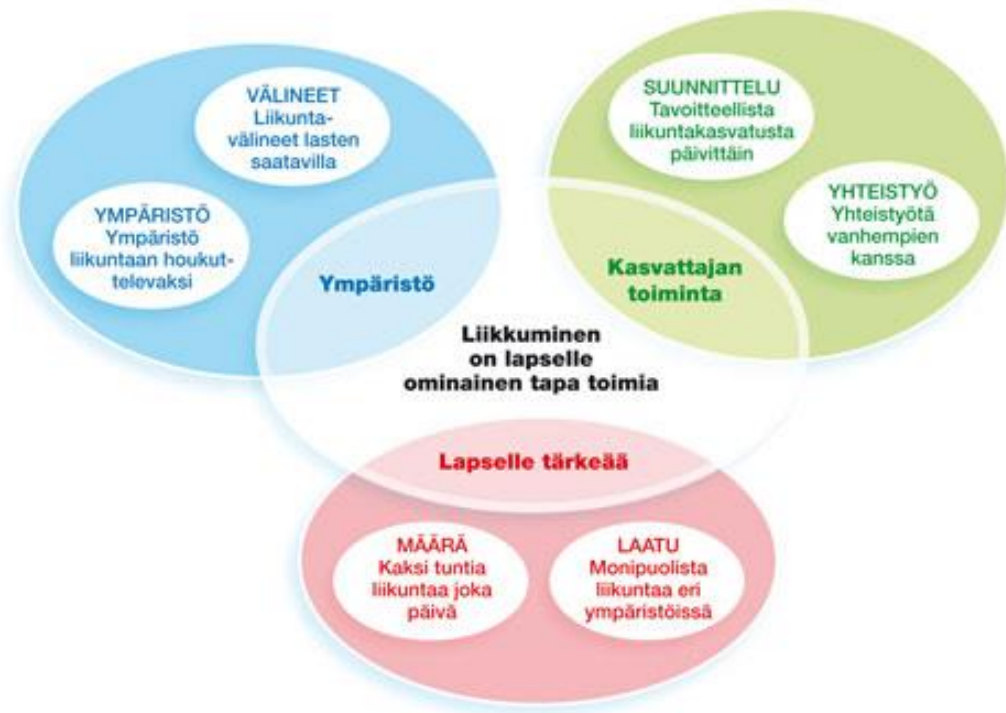 VÄLINEET
Liikunta-
välineet lasten
saatavilla
YMPÄRISTÖ
Ympäristö
liikuntaan houkut-
televaksi
Ympäristö
SUUNNITTELU
Tavoitteellista
liikuntakasvatusta
päivittäin
YHTEISTYÖ
Yhteistyötä
vanhempien
kanssa
Kasvattajan
toiminta
Liikkuminen
on lapselle
ominainen tapa toimia
Lapselle tärkeää
MÄÄRÄ
Kaksi tuntia
liikuntaa joka
päivä
LAATU
Monipuolista
liikuntaa eri
ympäristöissä